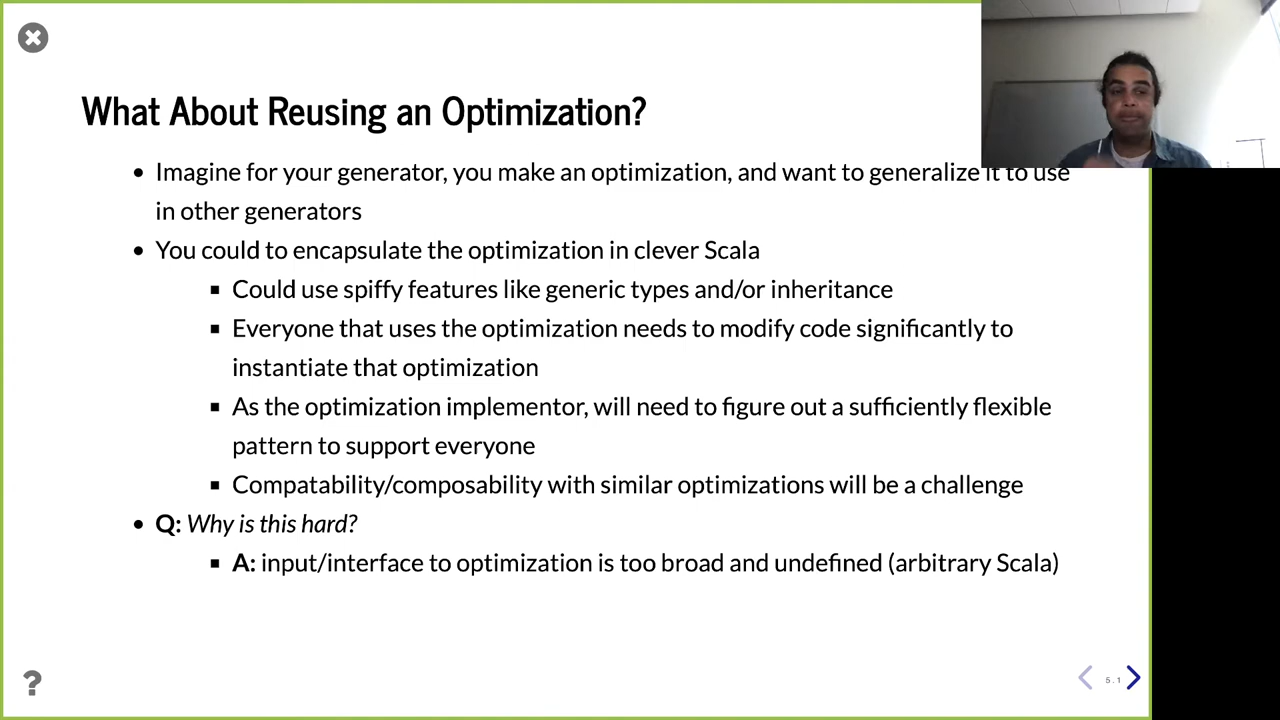 What About Reusing an Optimization?
• Imagine for your generator, you make an optimization, and want to generalize it to use
in other generators
• You could to encapsulate the optimization in clever Scala
▪ Could use spiffy features like generic types and/or inheritance
▪ Everyone that uses the optimization needs to modify code significantly to
instantiate that optimization
▪ As the optimization implementor, will need to figure out a sufficiently flexible
pattern to support everyone
▪ Compatability/composability with similar optimizations will be a challenge
• Q: Why is this hard?
▪ A: input/interface to optimization is too broad and undefined (arbitrary Scala)
?
5.1